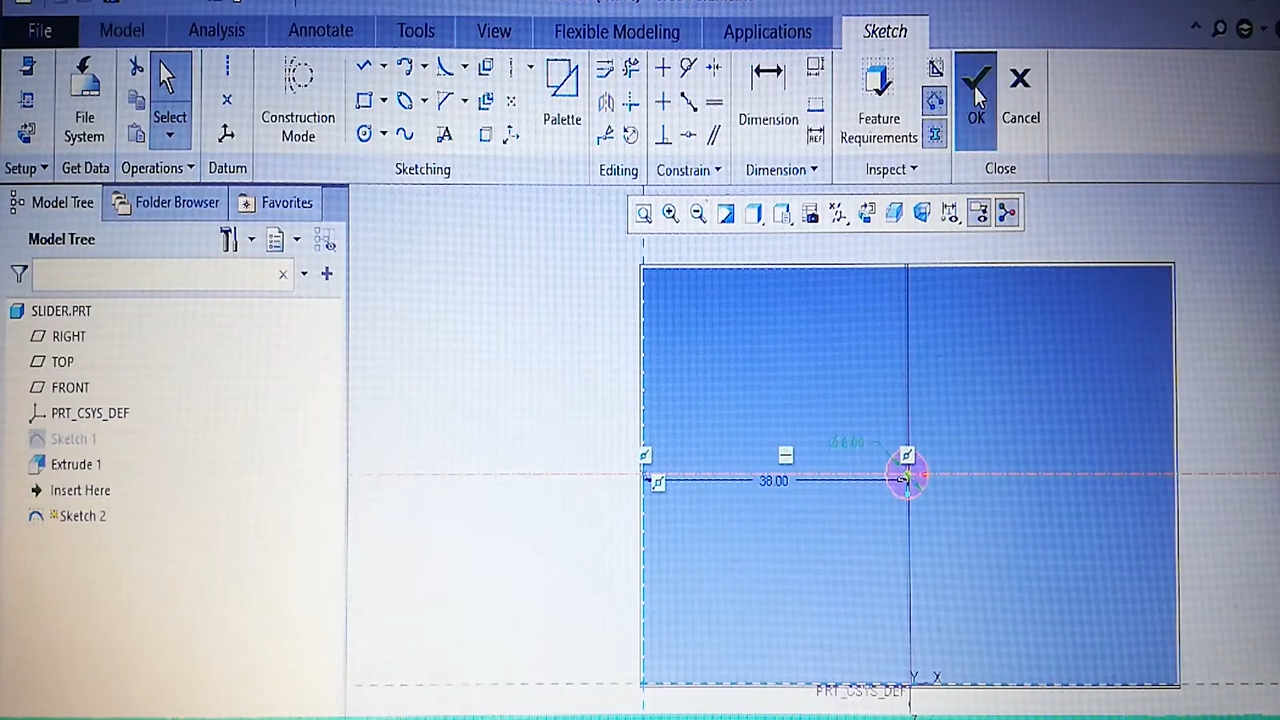 File Model Analysis Annotate Tools View Flexible Modeling Applications Sketch
File System
Select
Construction Mode
Palette
Dimension
Feature Requirements
OK
Cancel
Setup Get Data Operations Datum Sketching Editing Constrain Dimension Inspect Close
Model Tree Folder Browser Favorites
Model Tree
SLIDER.PRT
RIGHT
TOP
FRONT
PRT_CSYS_DEF
Sketch 1
Extrude 1
Insert Here
Sketch 2
6.00
38.00
Y X
PRT_CSYS_DEF